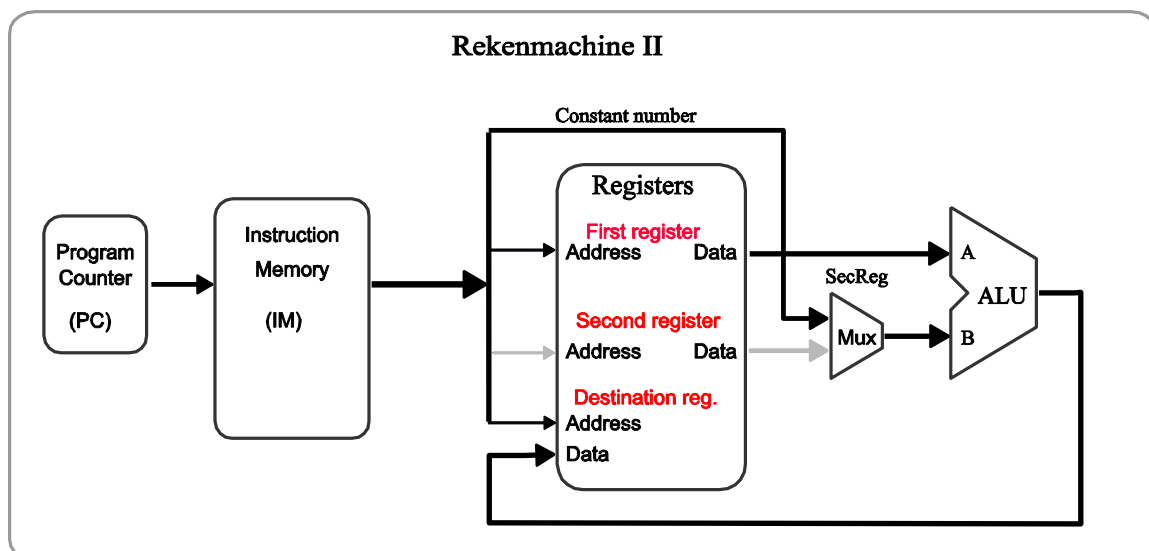 Rekenmachine II
Constant number
Program
Counter
(PC)
Instruction
Memory
(IM)
Registers
First register
Address Data
Second register
Address Data
Destination reg.
Address
Data
SecReg
Mux
A
ALU
B